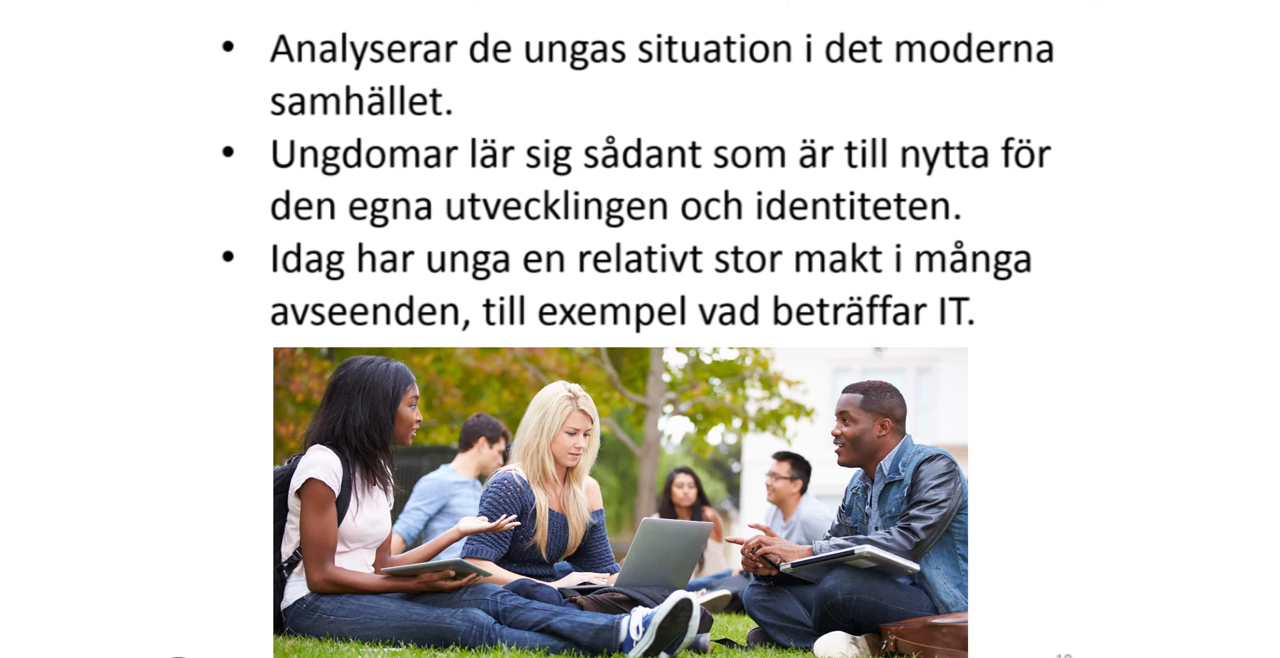 • Analyserar de ungas situation i det moderna
samhället.
• Ungdomar lär sig sådant som är till nytta för
den egna utvecklingen och identiteten.
• Idag har unga en relativt stor makt i många
avseenden, till exempel vad beträffar IT.